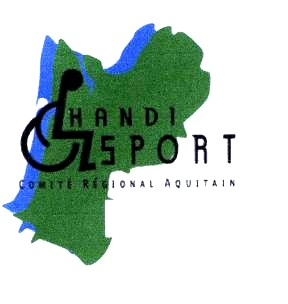 HANDI
SPORT
COMITÉ RÉGIONAL AQUITAIN